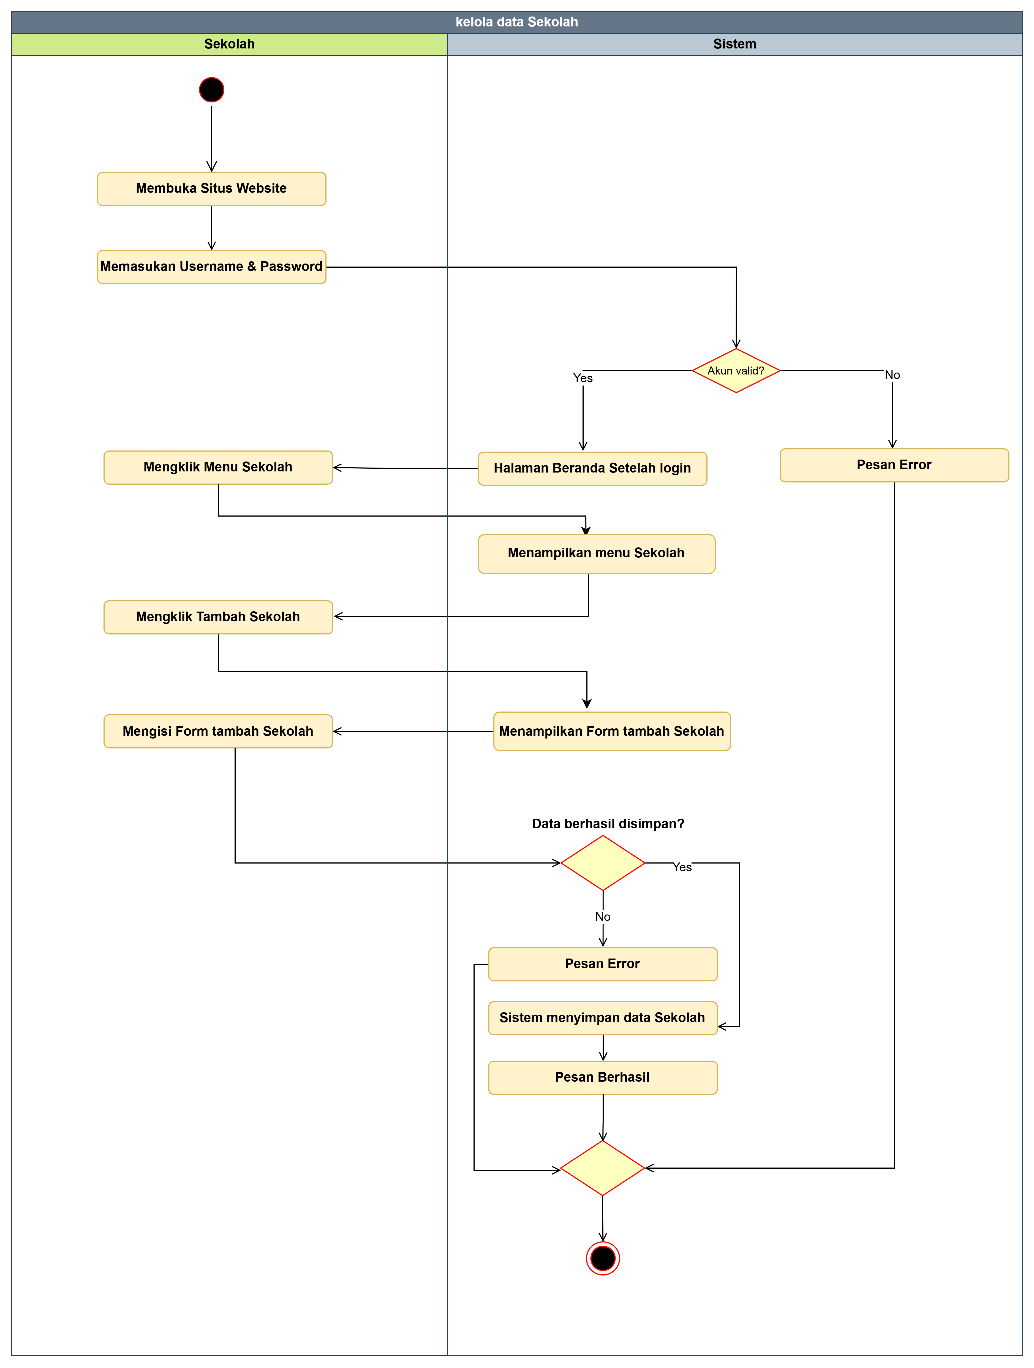 kelola data Sekolah
Sekolah
Sistem
Membuka Situs Website
Memasukan Username & Password
Akun valid?
Yes
No
Mengklik Menu Sekolah
Halaman Beranda Setelah login
Pesan Error
Menampilkan menu Sekolah
Mengklik Tambah Sekolah
Mengisi Form tambah Sekolah
Menampilkan Form tambah Sekolah
Data berhasil disimpan?
Yes
No
Pesan Error
Sistem menyimpan data Sekolah
Pesan Berhasil